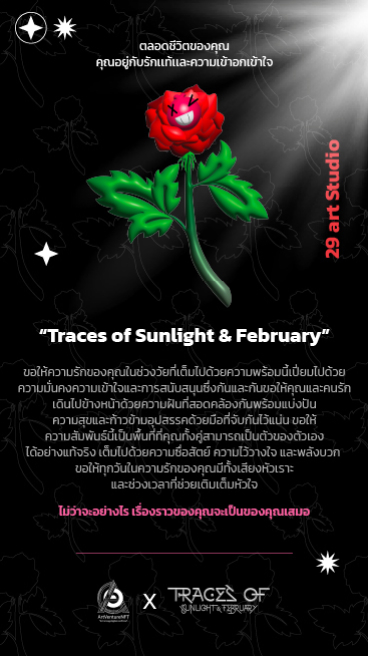 ตลอดชีวิตของคุณ
คุณอยู่กับรักแท้และความเข้าอกเข้าใจ
29 art Studio
“Traces of Sunlight & February”
ขอให้ความรักของคุณในช่วงวัยที่เต็มไปด้วยความพร้อมนี้เปี่ยมไปด้วย
ความมั่นคงความเข้าใจและการสนับสนุนซึ่งกันและกันขอให้คุณและคนรัก
เดินไปข้างหน้าด้วยความฝันที่สอดคล้องกันพร้อมแบ่งปัน
ความสุขและก้าวข้ามอุปสรรคด้วยมือที่จับกันไว้แน่น ขอให้
ความสัมพันธ์นี้เป็นพื้นที่ที่คุณทั้งคู่สามารถเป็นตัวของตัวเอง
ได้อย่างแท้จริง เต็มไปด้วยความซื่อสัตย์ ความไว้วางใจ และพลังบวก
ขอให้ทุกวันในความรักของคุณมีทั้งเสียงหัวเราะ
และช่วงเวลาที่ช่วยเติมเต็มหัวใจ
ไม่ว่าจะอย่างไร เรื่องราวของคุณจะเป็นของคุณเสมอ
ArtVentureNFT
X
TRACES OF
SUNLIGHT & FEBRUARY